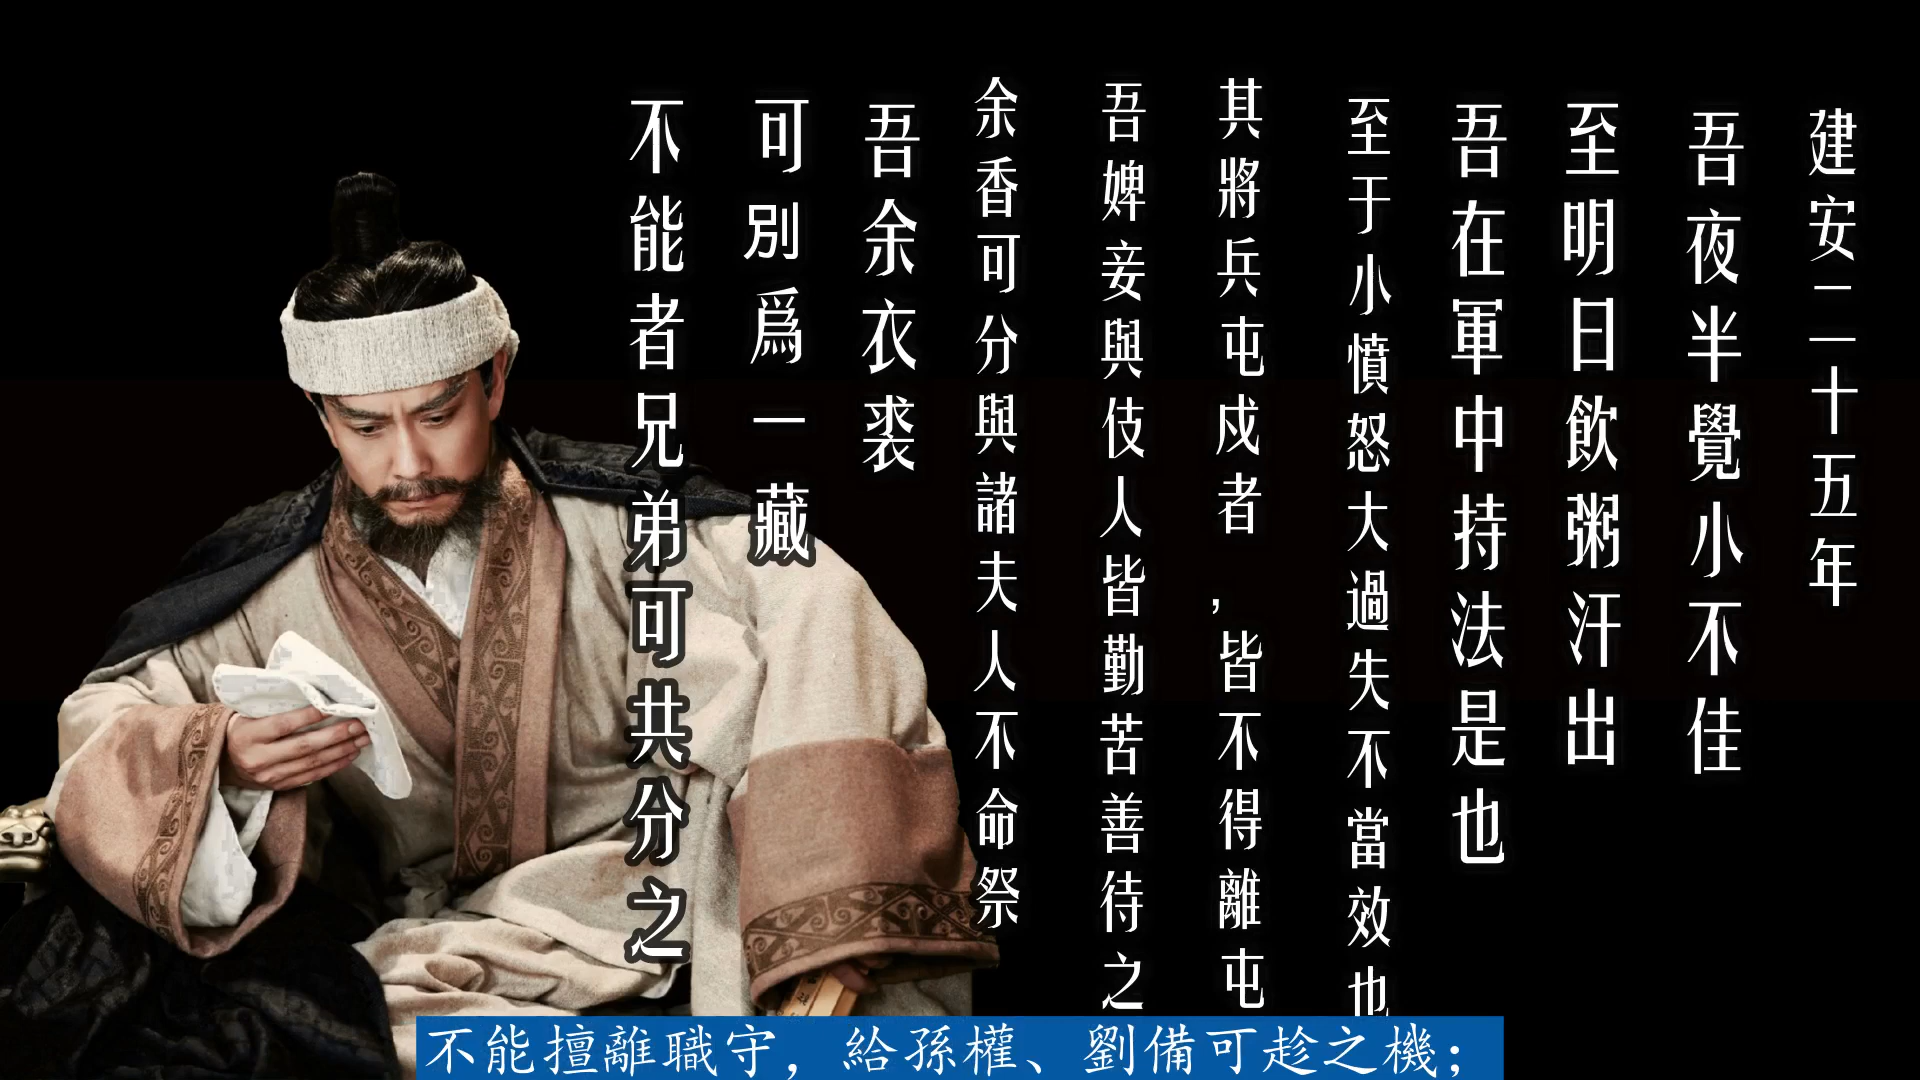 建安二十五年
吾夜半覺小不佳
至明日飲粥汗出
吾在軍中持法是也
至于小憤怒大過失不當效也
其將兵屯戍者，皆不得離屯
吾婢妾與伎人皆勤苦善待之
余香可分與諸夫人不命祭
吾余衣裘
可別爲一藏
不能者兄弟可共分之
不能擅離職守，給孫權、劉備可趁之機；